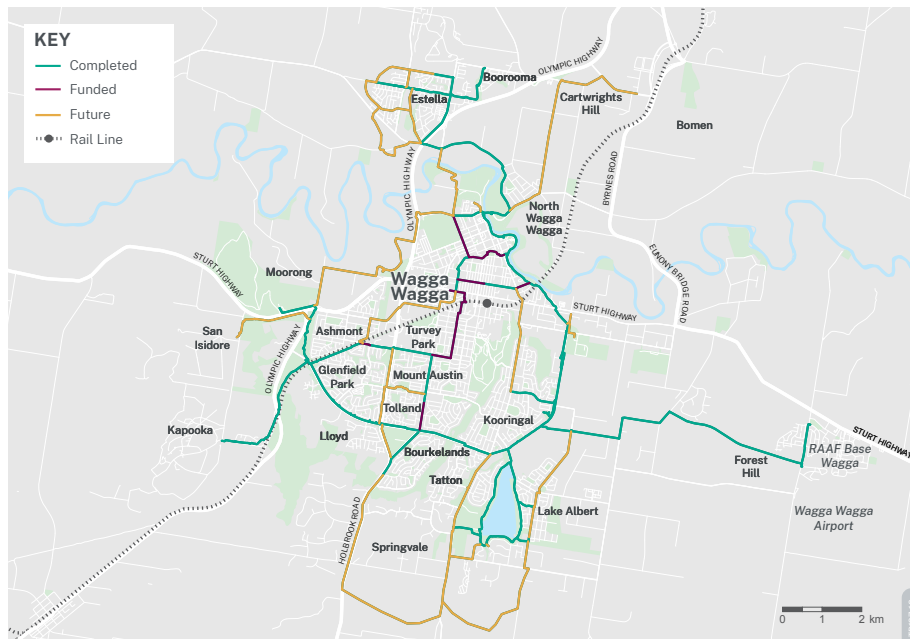 KEY
Completed
Funded
Future
Rail Line
Boorooma
OLYMPIC HIGHWAY
Estella
Cartwrights
Hill
Bomen
OLYMPIC HIGHWAY
BYRNES ROAD
North
Wagga
Wagga
EUNONY BRIDGE ROAD
STURT HIGHWAY
Moorong
Wagga
Wagga
STURT HIGHWAY
San
Isidore
OLYMPIC HIGHWAY
Ashmont
Turvey
Park
Glenfield
Park
Mount Austin
Tolland
Kooringal
Kapooka
Lloyd
Bourkelands
STURT HIGHWAY
RAAF Base
Wagga
Forest
Hill
Tatton
HOLBROOK ROAD
Lake Albert
Wagga Wagga
Airport
Springvale
0 1 2 km